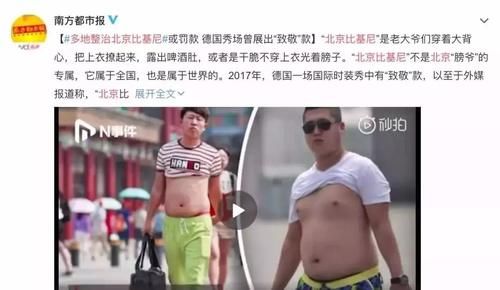 南方都市报
#多地整治北京比基尼#或罚款 德国秀场曾展出“致敬”款】“北京比基尼”是老大爷们穿着大背
心，把上衣撩起来，露出啤酒肚，或者是干脆不穿上衣光着膀子。“北京比基尼”不是北京“膀爷”的
专属，它属于全国，也是属于世界的。2017年，德国一场国际时装秀中有“致敬”款，以至于外媒
报道称，“北京比 展开全文
N事件
秒拍
HANDD